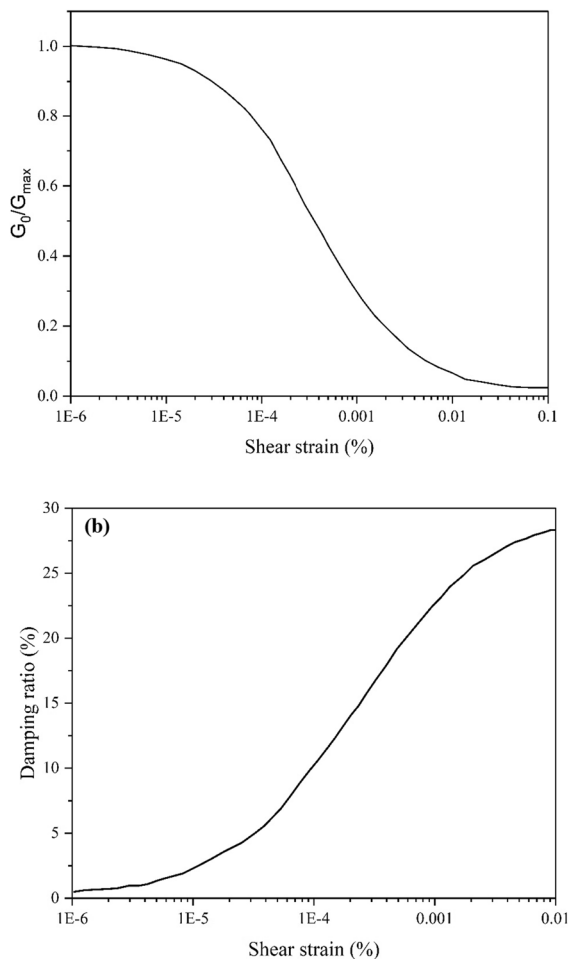 1.0
0.8
0.6
0.4
0.2
0.0
G0/Gmax
1E-6 1E-5 1E-4 0.001 0.01 0.1
Shear strain (%)
(b)
30
25
20
15
10
5
0
Damping ratio (%)
1E-6 1E-5 1E-4 0.001 0.01
Shear strain (%)